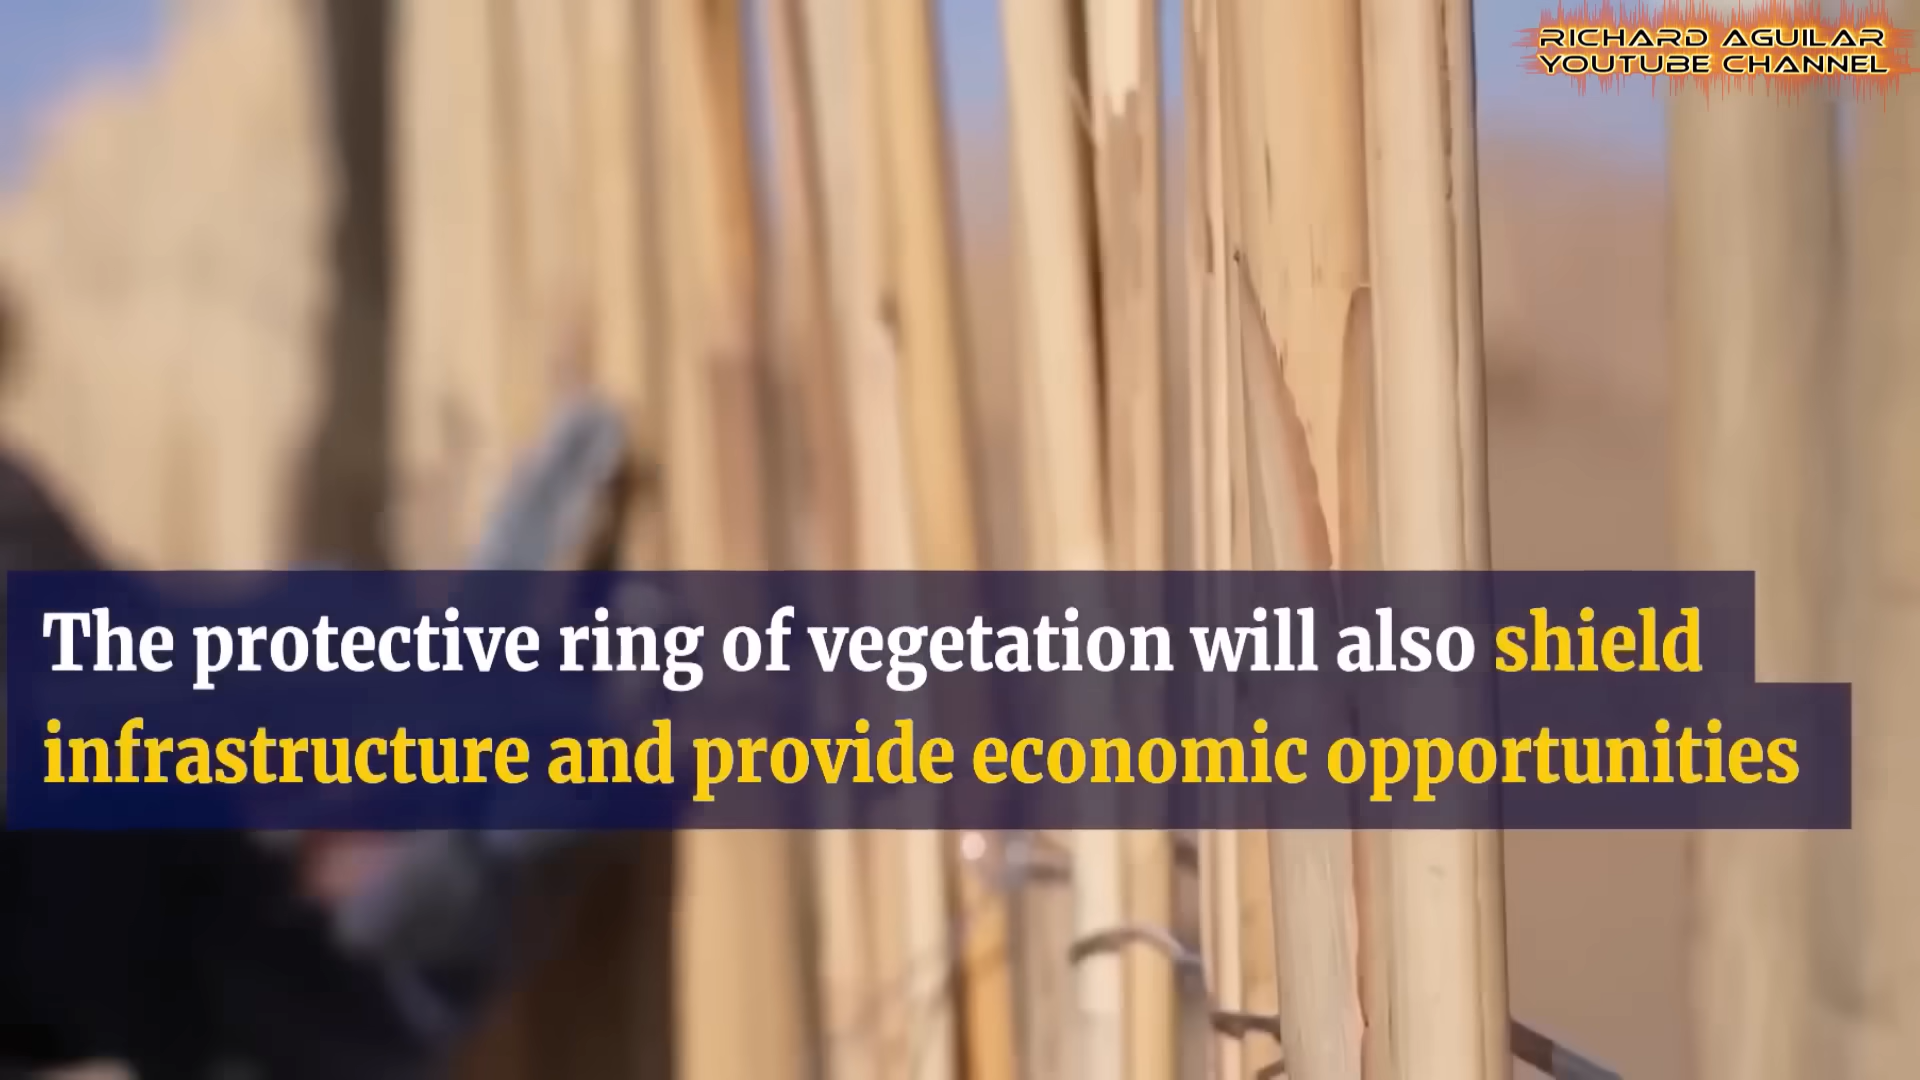 RICHARD AGUILAR
YOUTUBE CHANNEL
The protective ring of vegetation will also shield
infrastructure and provide economic opportunities